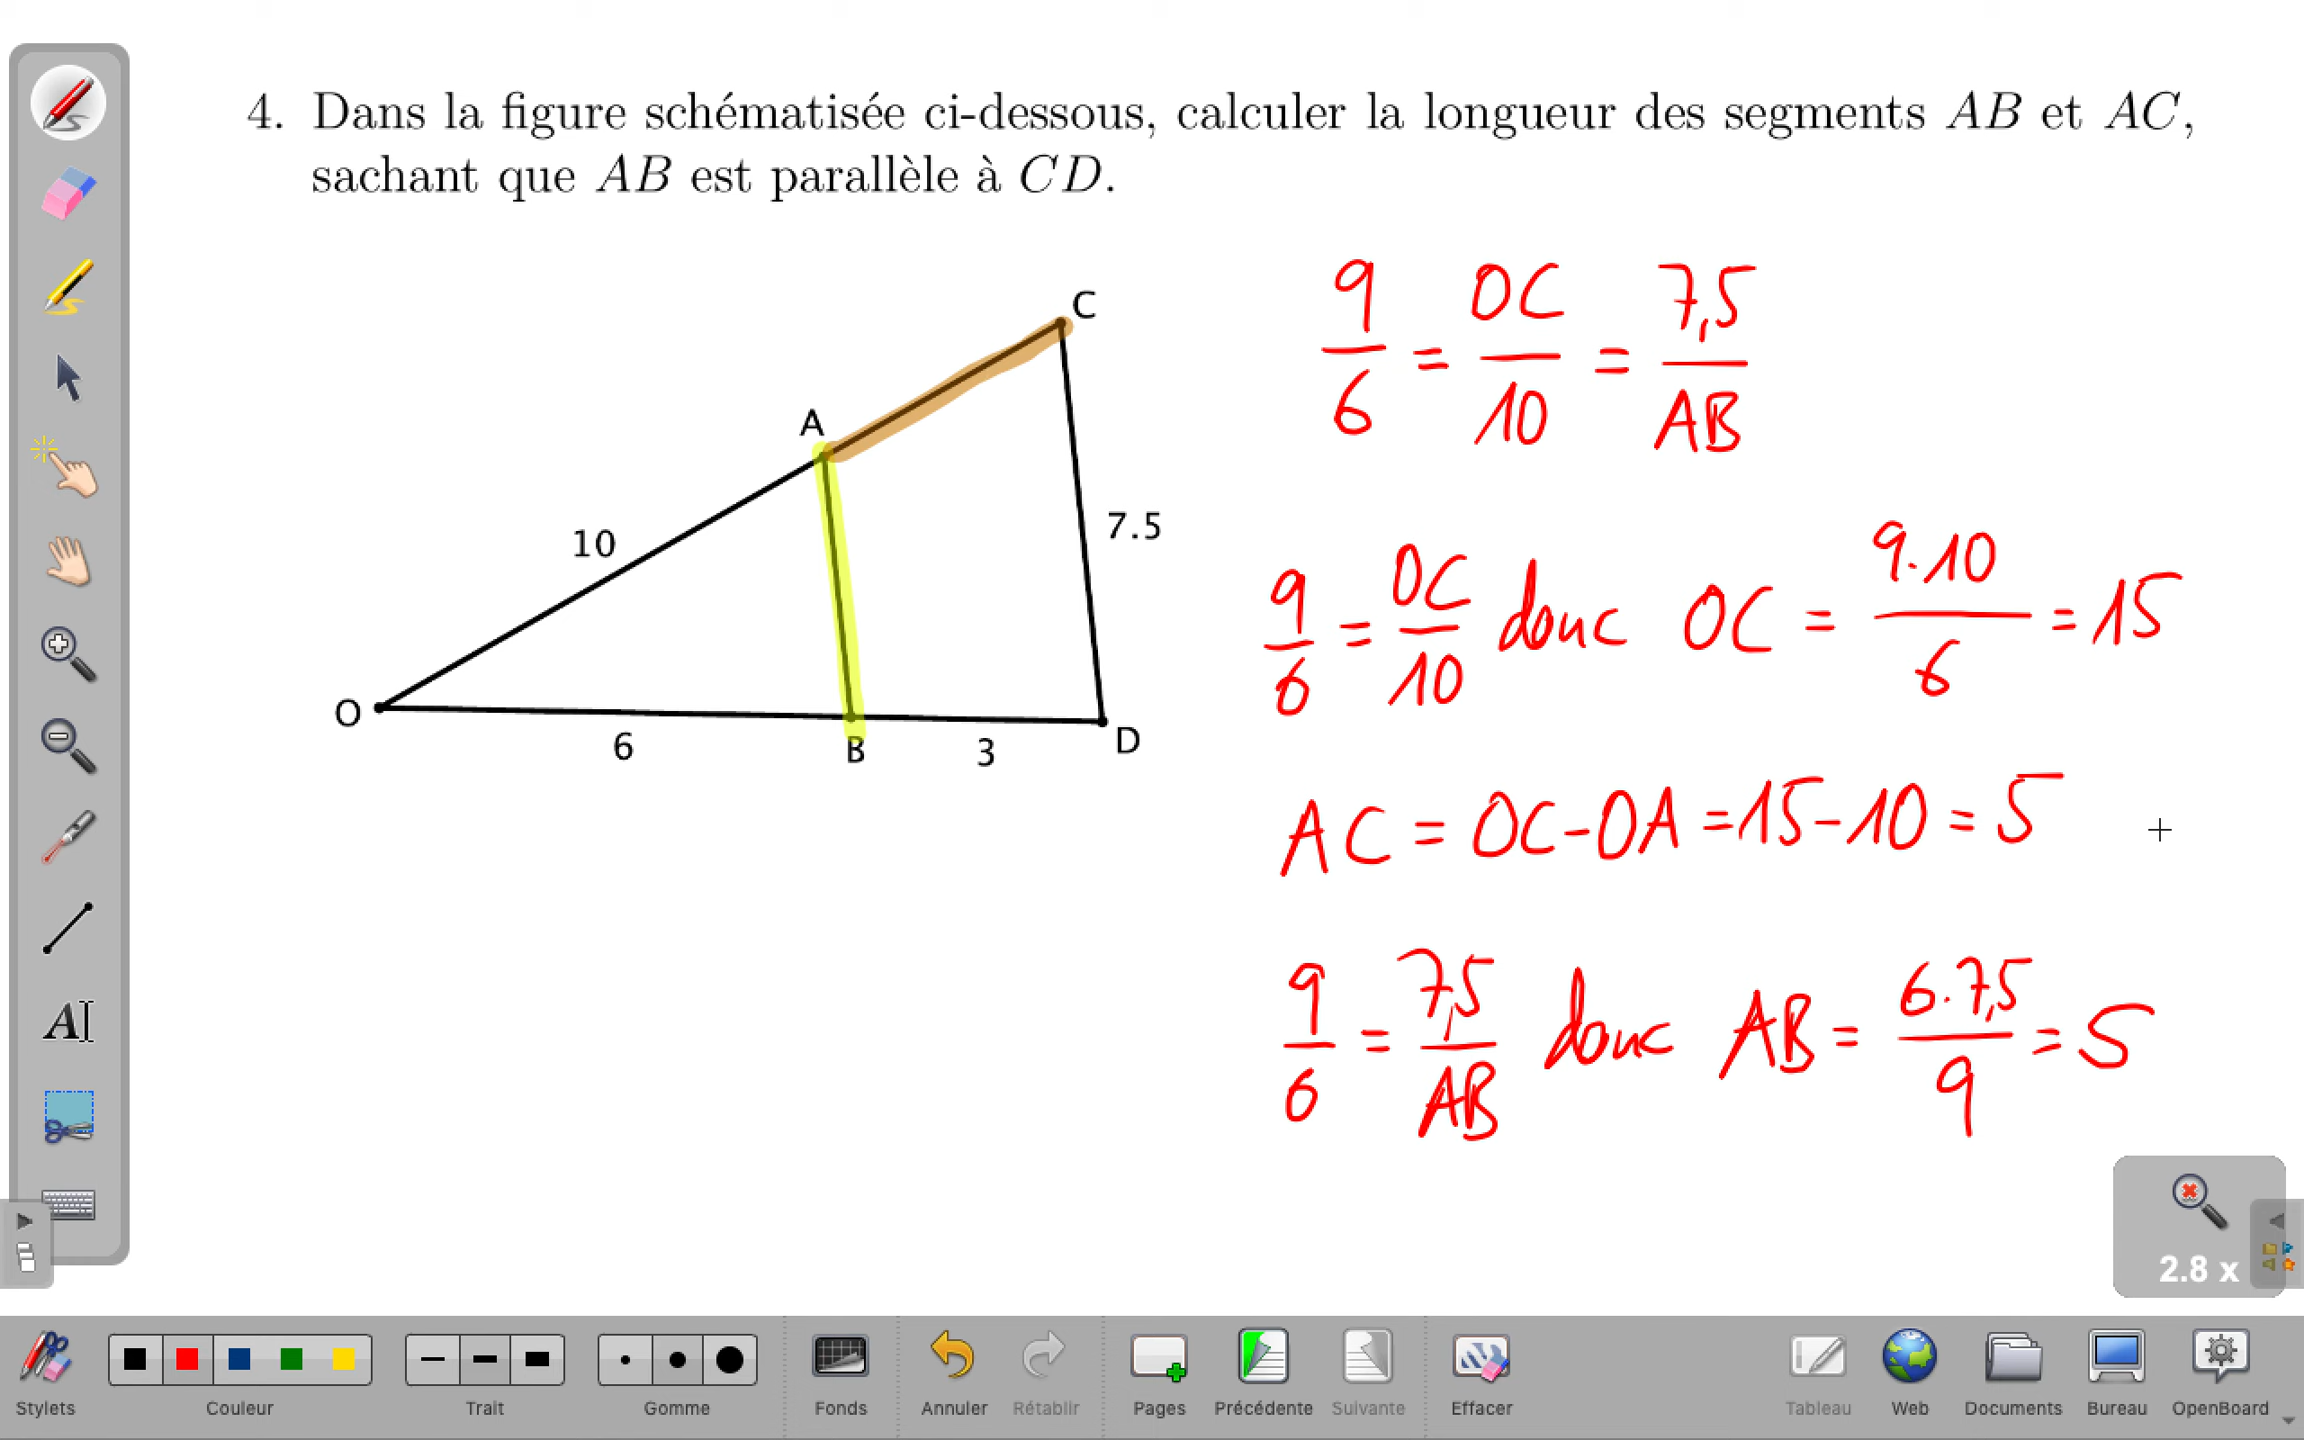 4. Dans la figure schématisée ci-dessous, calculer la longueur des segments AB et AC,
sachant que AB est parallèle à CD.
C
A
10
7.5
O
6
B
3
D
9/6 = OC/10 = 7,5/AB
9/6 = OC/10 donc OC = 9·10/6 = 15
AC = OC-OA = 15-10 = 5
9/6 = 7,5/AB donc AB = 6·7,5/9 = 5
AI
2.8 x
Stylets
Couleur
Trait
Gomme
Fonds
Annuler
Rétablir
Pages
Précédente
Suivante
Effacer
Tableau
Web
Documents
Bureau
OpenBoard